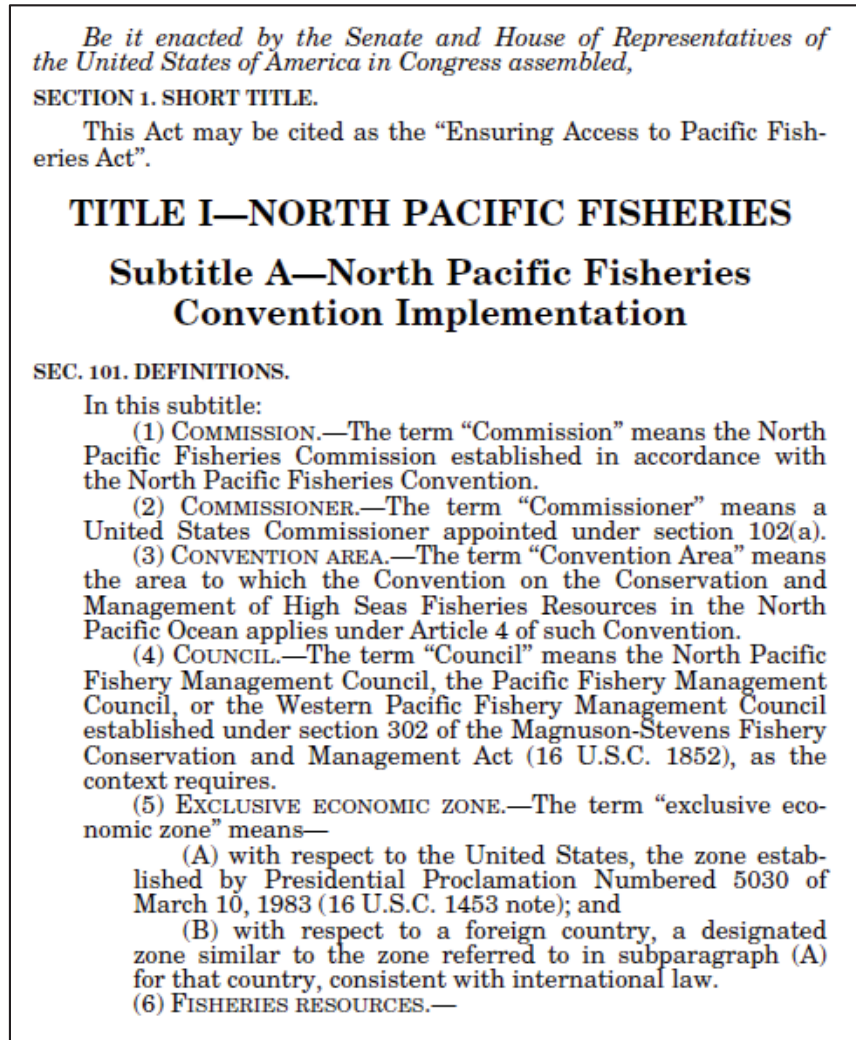 Be it enacted by the Senate and House of Representatives of
the United States of America in Congress assembled,
SECTION 1. SHORT TITLE.
This Act may be cited as the “Ensuring Access to Pacific Fish-
eries Act”.
TITLE I—NORTH PACIFIC FISHERIES
Subtitle A—North Pacific Fisheries
Convention Implementation
SEC. 101. DEFINITIONS.
In this subtitle:
(1) COMMISSION.—The term “Commission” means the North
Pacific Fisheries Commission established in accordance with
the North Pacific Fisheries Convention.
(2) COMMISSIONER.—The term “Commissioner” means a
United States Commissioner appointed under section 102(a).
(3) CONVENTION AREA.—The term “Convention Area” means
the area to which the Convention on the Conservation and
Management of High Seas Fisheries Resources in the North
Pacific Ocean applies under Article 4 of such Convention.
(4) COUNCIL.—The term “Council” means the North Pacific
Fishery Management Council, the Pacific Fishery Management
Council, or the Western Pacific Fishery Management Council
established under section 302 of the Magnuson-Stevens Fishery
Conservation and Management Act (16 U.S.C. 1852), as the
context requires.
(5) EXCLUSIVE ECONOMIC ZONE.—The term “exclusive eco-
nomic zone” means—
(A) with respect to the United States, the zone estab-
lished by Presidential Proclamation Numbered 5030 of
March 10, 1983 (16 U.S.C. 1453 note); and
(B) with respect to a foreign country, a designated
zone similar to the zone referred to in subparagraph (A)
for that country, consistent with international law.
(6) FISHERIES RESOURCES.—